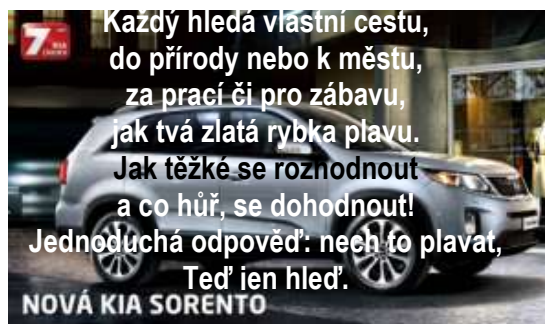 7
Každý hledá vlastní cestu,
do přírody nebo k městu,
za prací či pro zábavu,
jak tvá zlatá rybka plavu.
Jak těžké se rozhodnout
a co hůř, se dohodnout!
Jednoduchá odpověď: nech to plavat,
Teď jen hleď.
NOVÁ KIA SORENTO